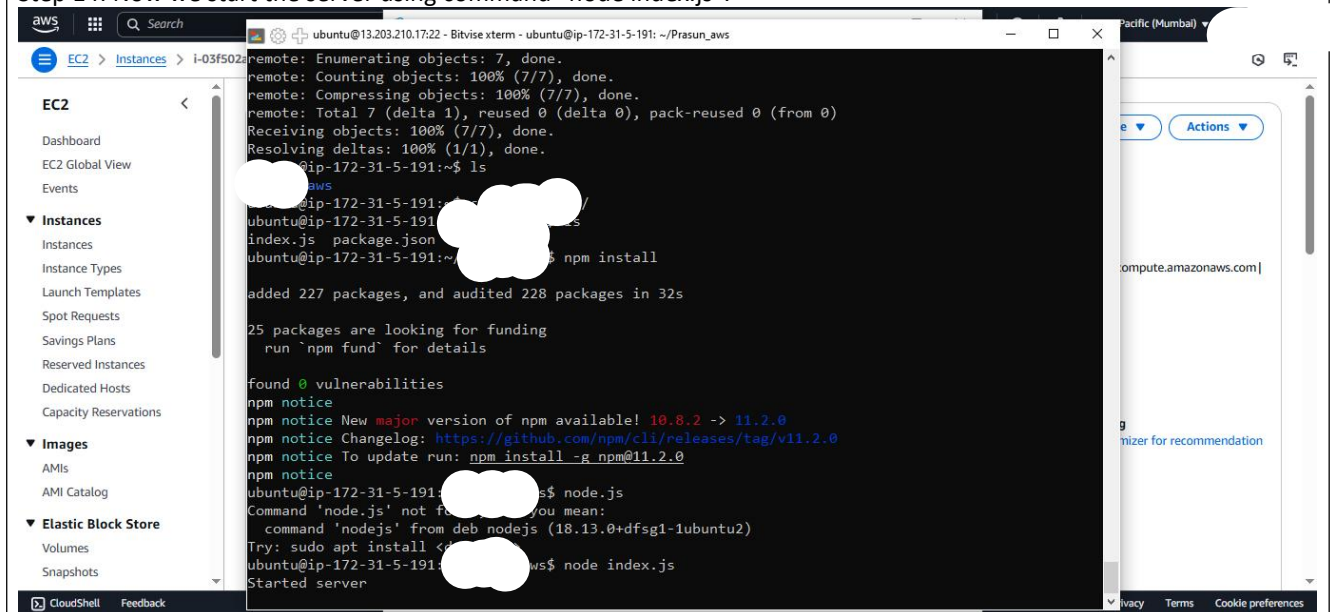 Step 14: Now we start the server using command "node index.js".
aws
Search
Pacific (Mumbai)
EC2 > Instances > i-03f502a
ubuntu@13.203.210.17:22 - Bitvise xterm - ubuntu@ip-172-31-5-191: ~/Prasun_aws
EC2
Dashboard
EC2 Global View
Events
Instances
Instances
Instance Types
Launch Templates
Spot Requests
Savings Plans
Reserved Instances
Dedicated Hosts
Capacity Reservations
Images
AMIs
AMI Catalog
Elastic Block Store
Volumes
Snapshots
remote: Enumerating objects: 7, done.
remote: Counting objects: 100% (7/7), done.
remote: Compressing objects: 100% (7/7), done.
remote: Total 7 (delta 1), reused 0 (delta 0), pack-reused 0 (from 0)
Receiving objects: 100% (7/7), done.
Resolving deltas: 100% (1/1), done.
@ip-172-31-5-191:~$ ls
aws
@ip-172-31-5-191:~ /
ubuntu@ip-172-31-5-191
index.js package.json
ubuntu@ip-172-31-5-191:~/ $ npm install
added 227 packages, and audited 228 packages in 32s
25 packages are looking for funding
run `npm fund` for details
found 0 vulnerabilities
npm notice
npm notice New major version of npm available! 10.8.2 -> 11.2.0
npm notice Changelog: https://github.com/npm/cli/releases/tag/v11.2.0
npm notice To update run: npm install -g npm@11.2.0
npm notice
ubuntu@ip-172-31-5-191: s$ node.js
Command 'node.js' not you mean:
command 'nodejs' from deb nodejs (18.13.0+dfsg1-1ubuntu2)
Try: sudo apt install
ubuntu@ip-172-31-5-191: ws$ node index.js
Started server
Actions
compute.amazonaws.com |
mizer for recommendation
CloudShell Feedback
Terms Cookie preferences